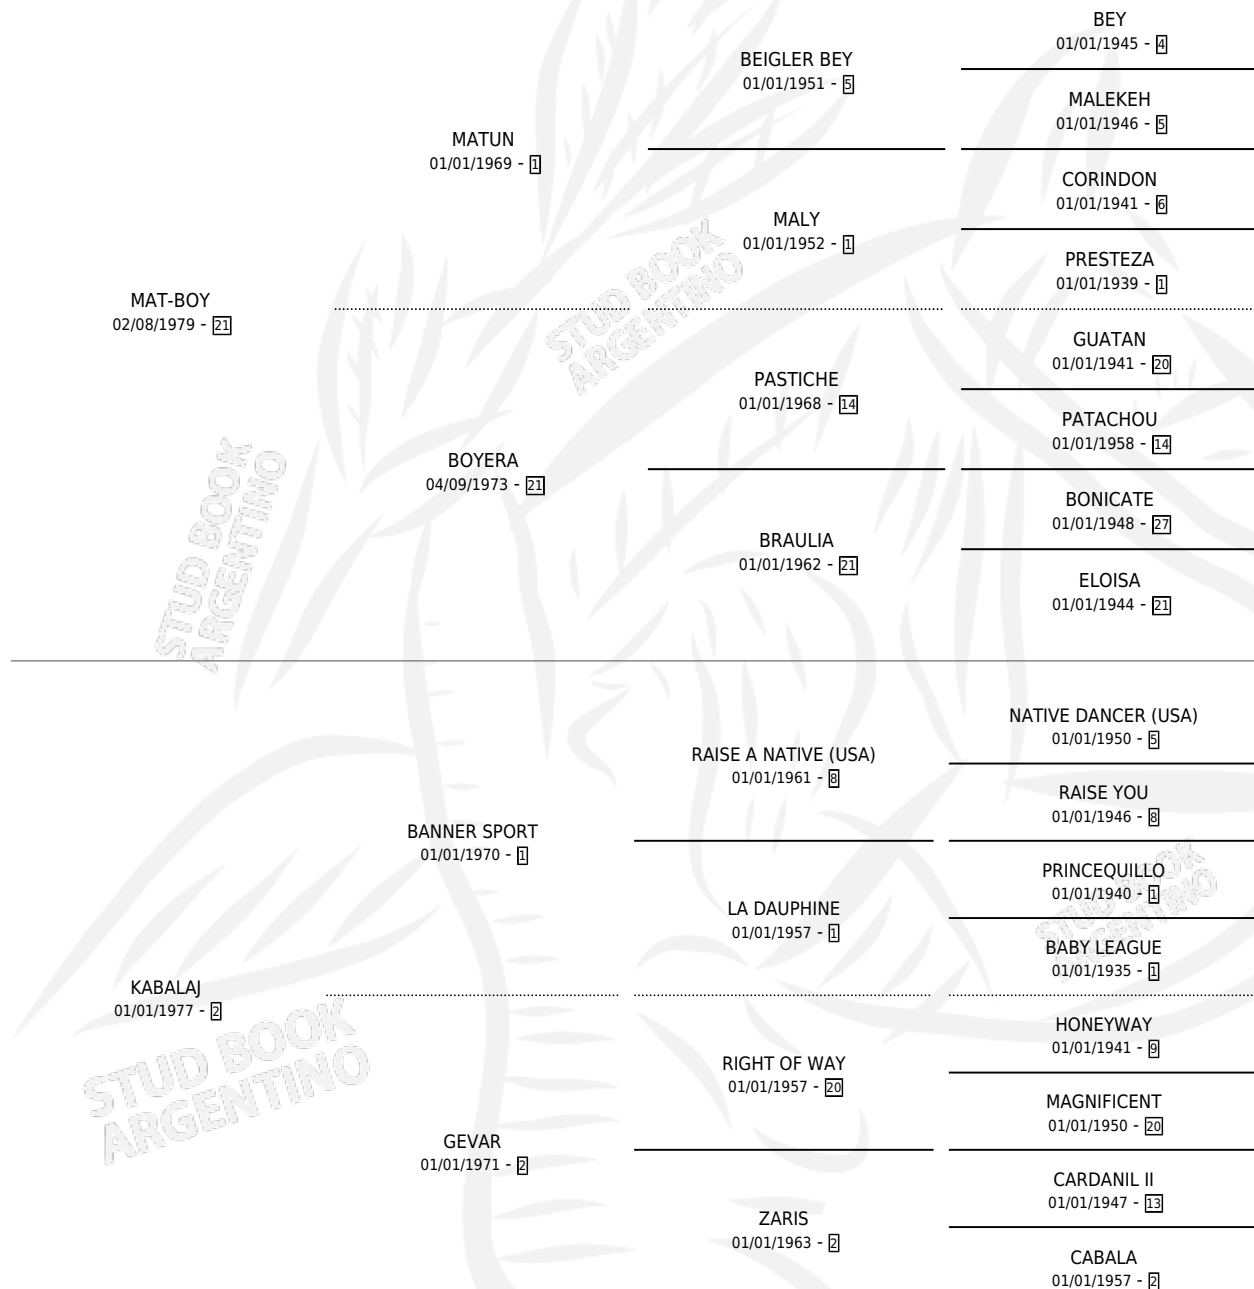 BEY
01/01/1945 - 4
BEIGLER BEY
01/01/1951 - 5
MALEKEH
01/01/1946 - 5
MATUN
01/01/1969 - 1
CORINDON
01/01/1941 - 6
MALY
01/01/1952 - 1
PRESTEZA
01/01/1939 - 1
MAT-BOY
02/08/1979 - 21
GUATAN
01/01/1941 - 20
PASTICHE
01/01/1968 - 14
PATACHOU
01/01/1958 - 14
BOYERA
04/09/1973 - 21
BONICATE
01/01/1948 - 27
BRAULIA
01/01/1962 - 21
ELOISA
01/01/1944 - 21
STUD BOOK
ARGENTINO
STUD BOOK
ARGENTINO
NATIVE DANCER (USA)
01/01/1950 - 5
RAISE A NATIVE (USA)
01/01/1961 - 8
RAISE YOU
01/01/1946 - 8
BANNER SPORT
01/01/1970 - 1
PRINCEQUILLO
01/01/1940 - 1
LA DAUPHINE
01/01/1957 - 1
BABY LEAGUE
01/01/1935 - 1
KABALAJ
01/01/1977 - 2
HONEYWAY
01/01/1941 - 9
RIGHT OF WAY
01/01/1957 - 20
MAGNIFICENT
01/01/1950 - 20
GEVAR
01/01/1971 - 2
CARDANIL II
01/01/1947 - 13
ZARIS
01/01/1963 - 2
CABALA
01/01/1957 - 2
STUD BOOK
ARGENTINO
STUD BOOK
ARGENTINO